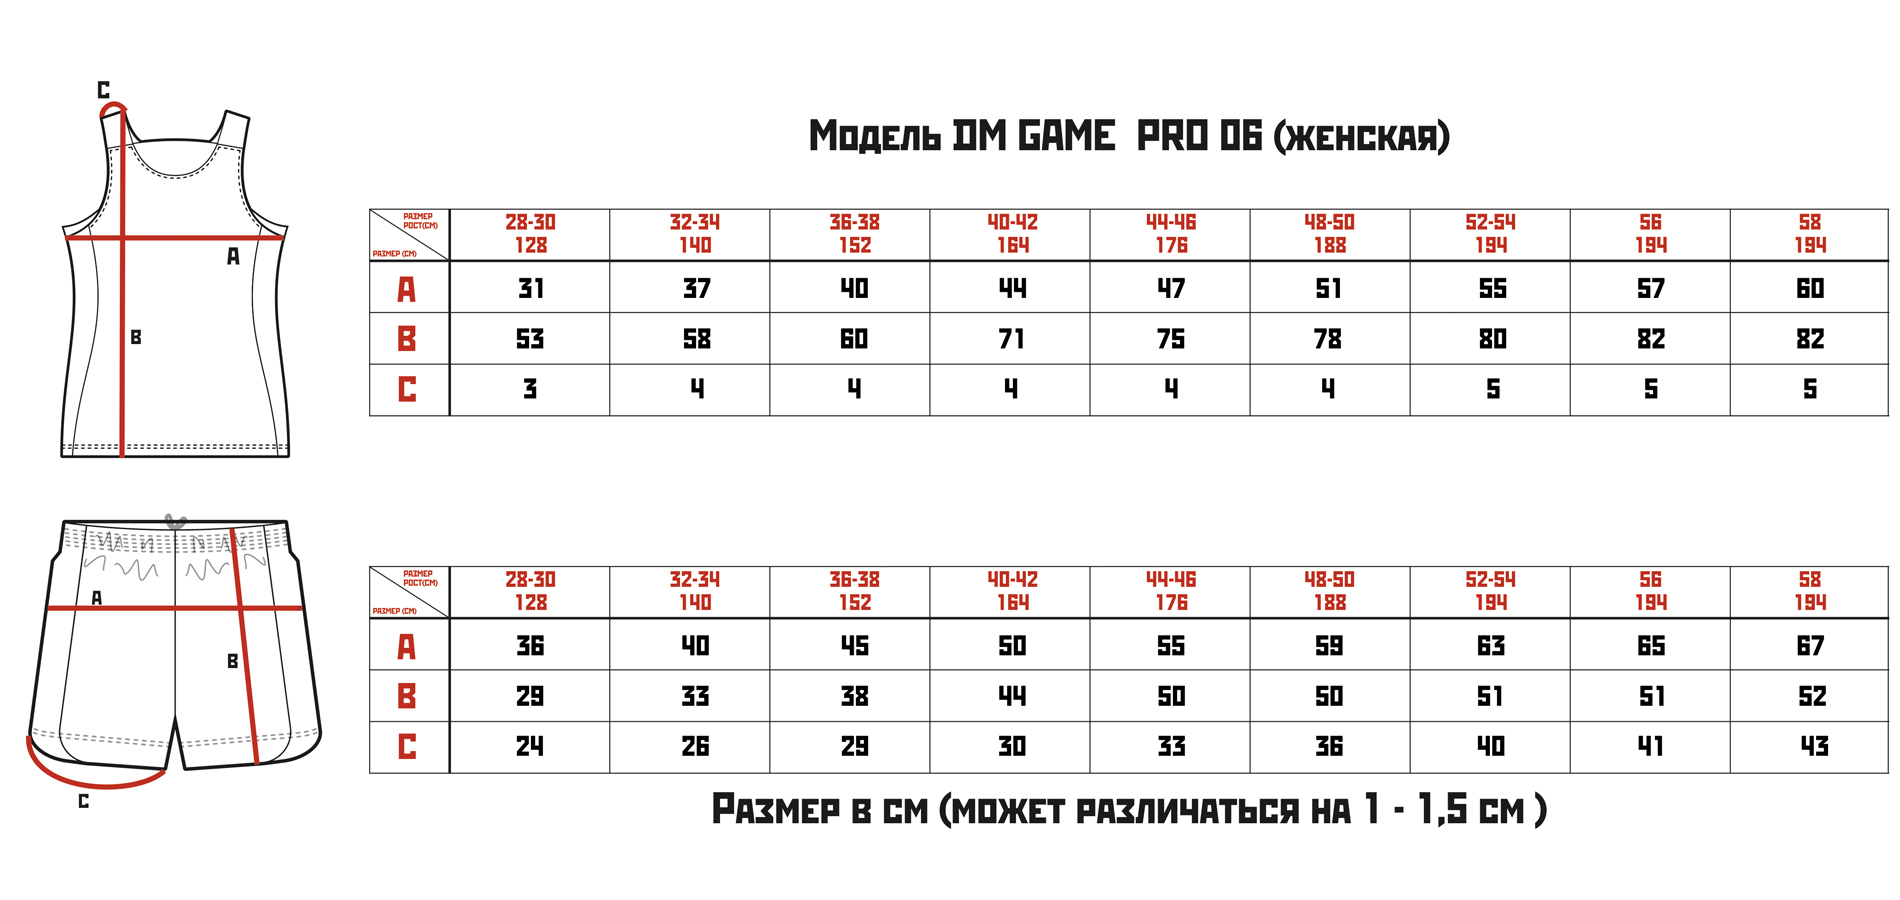 C
A
B
Модель DM GAME PRO 06 (женская)
РАЗМЕР РОСТ(СМ) РАЗМЕР (СМ) 28-30 128 32-34 140 36-38 152 40-42 164 44-46 176 48-50 188 52-54 194 56 194 58 194
A 31 37 40 44 47 51 55 57 60
B 53 58 60 71 75 78 80 82 82
C 3 4 4 4 4 4 5 5 5
A
B
C
РАЗМЕР РОСТ(СМ) РАЗМЕР (СМ) 28-30 128 32-34 140 36-38 152 40-42 164 44-46 176 48-50 188 52-54 194 56 194 58 194
A 36 40 45 50 55 59 63 65 67
B 29 33 38 44 50 50 51 51 52
C 24 26 29 30 33 36 40 41 43
Размер в см (может различаться на 1 - 1,5 см )